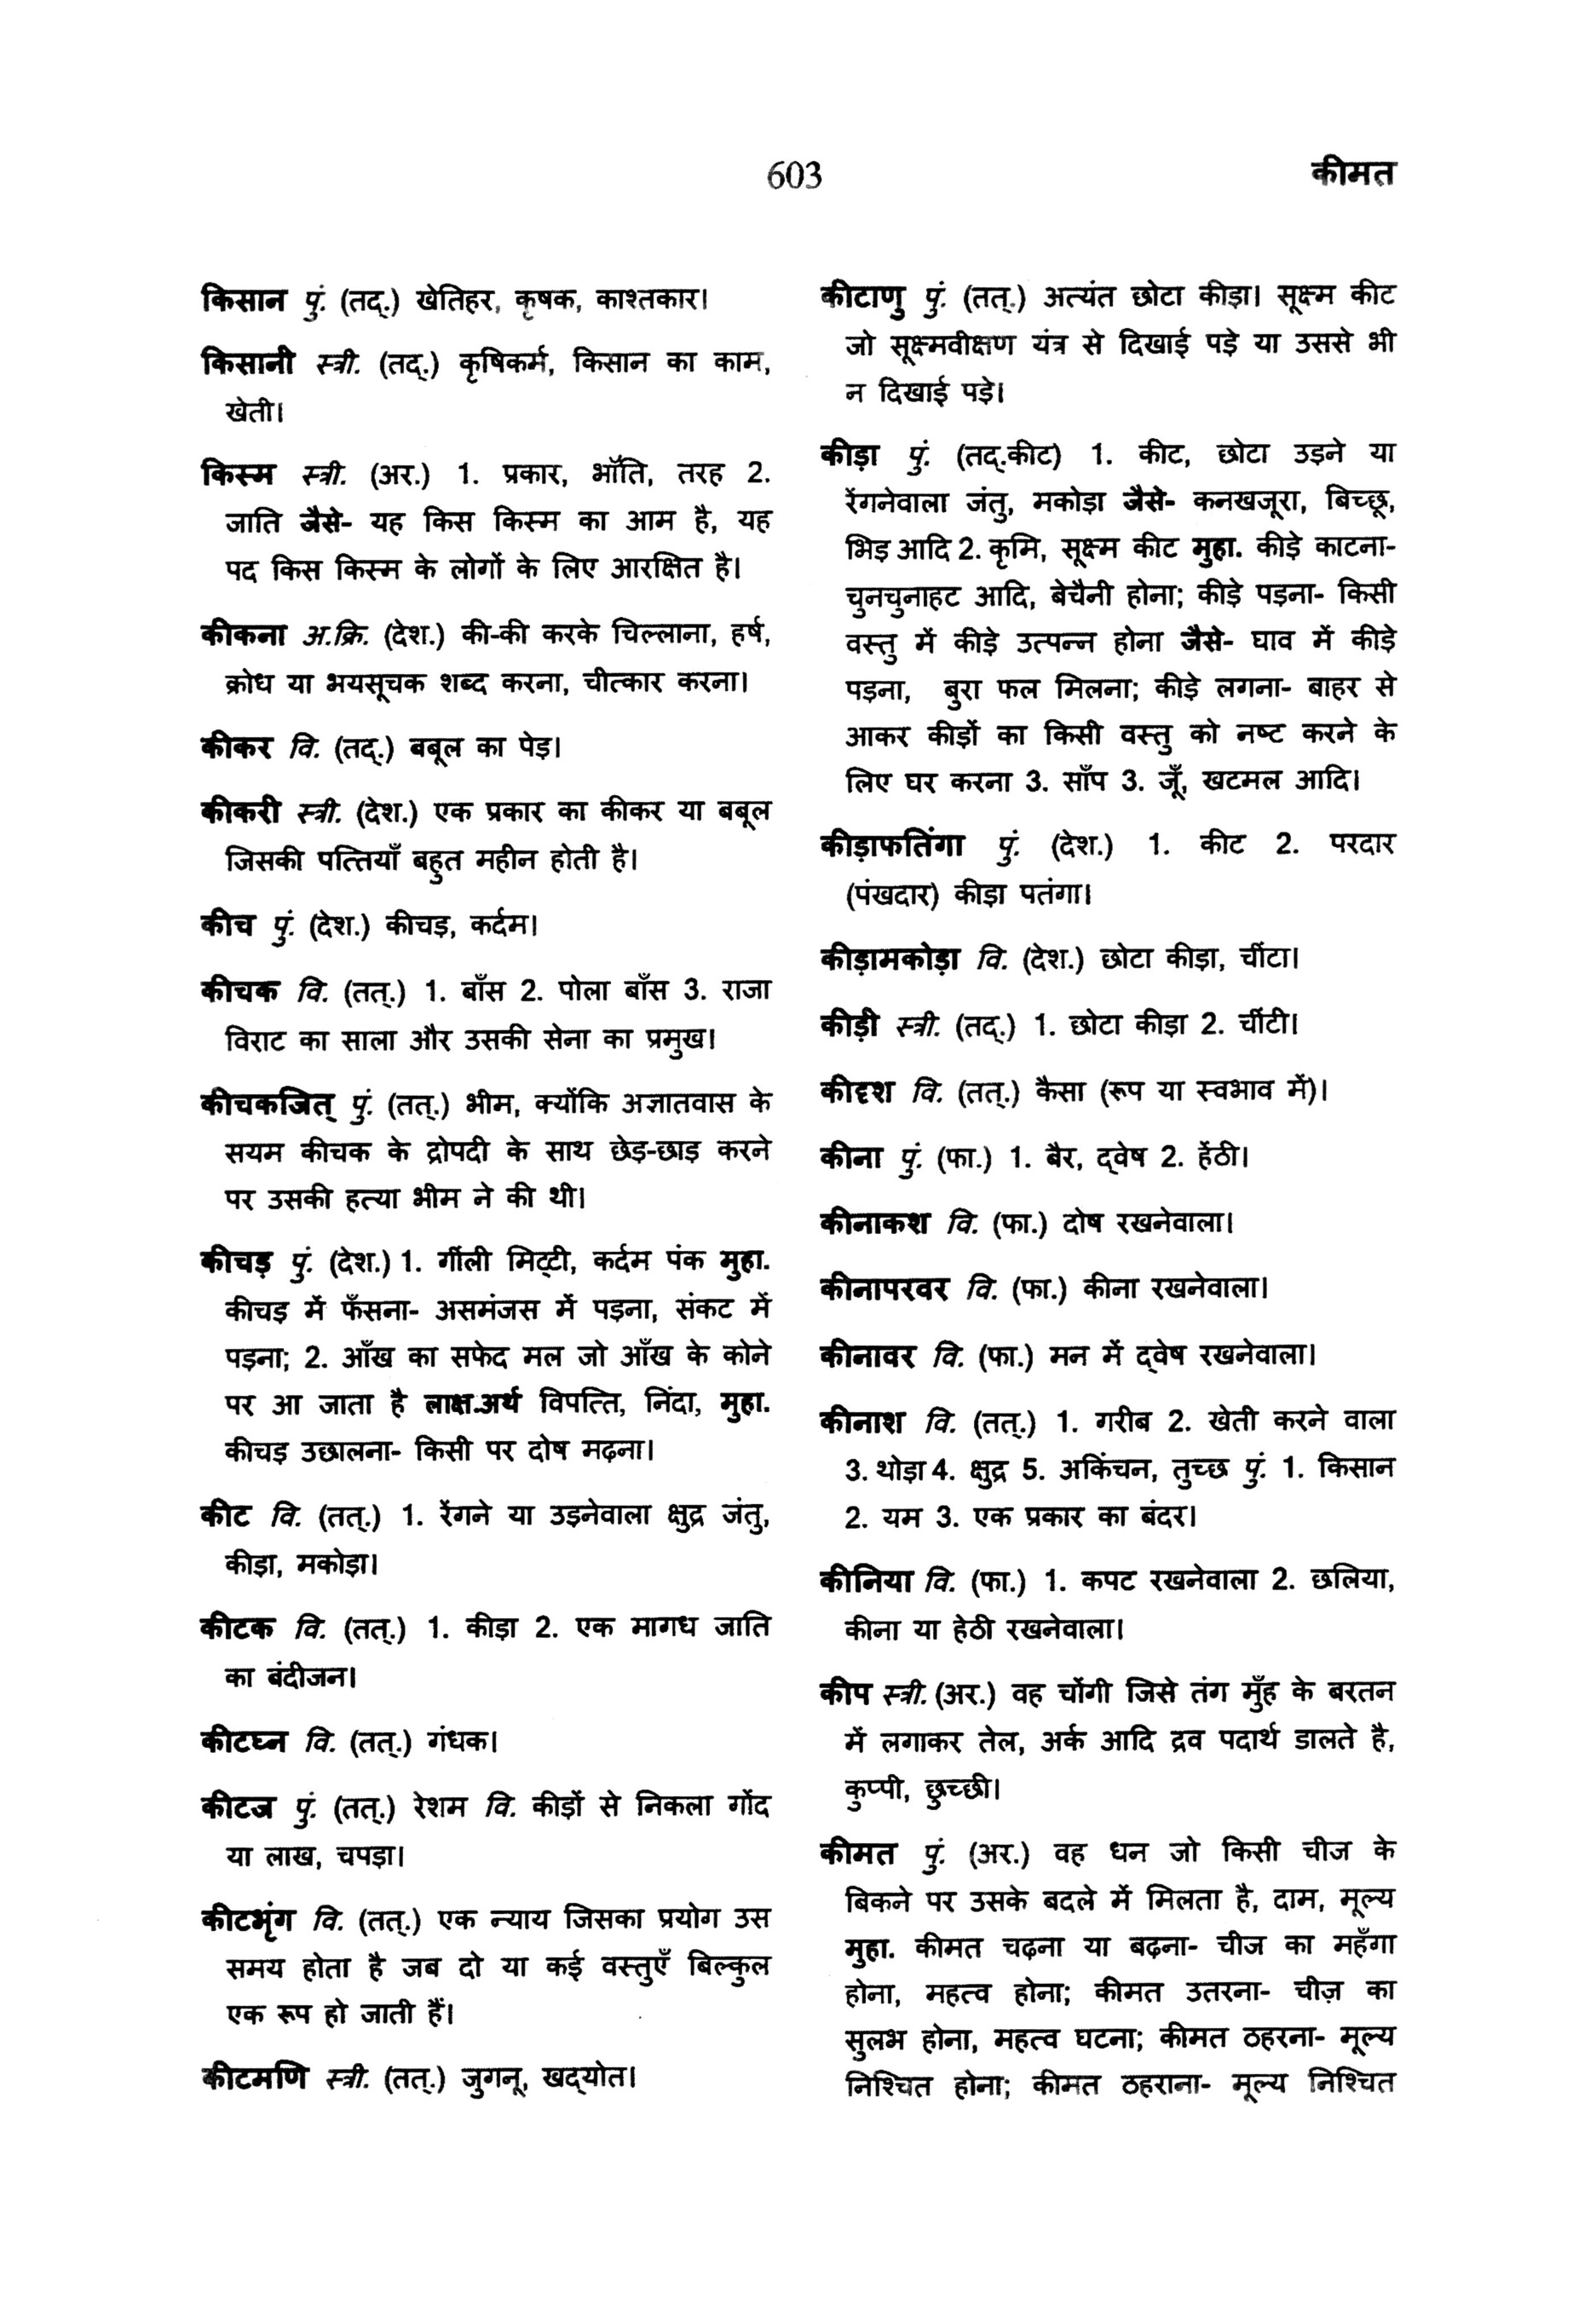 603
कीमत
किसान पुं. (तद्.) खेतिहर, कृषक, काश्तकार।
किसानी स्त्री. (तद्.) कृषिकर्म, किसान का काम,
खेती।
किस्म स्त्री. (अर.) 1. प्रकार, भाँति, तरह 2.
जाति जैसे- यह किस किस्म का आम है, यह
पद किस किस्म के लोगों के लिए आरक्षित है।
कीकना अ.क्रि. (देश.) की-की करके चिल्लाना, हर्ष,
क्रोध या भयसूचक शब्द करना, चीत्कार करना।
कीकर वि. (तद्.) बबूल का पेड़।
कीकरी स्त्री. (देश.) एक प्रकार का कीकर या बबूल
जिसकी पत्तियाँ बहुत महीन होती है।
कीच पुं. (देश.) कीचड़, कर्दम।
कीचक वि. (तत्.) 1. बाँस 2. पोला बाँस 3. राजा
विराट का साला और उसकी सेना का प्रमुख।
कीचकजित् पुं. (तत्.) भीम, क्योंकि अज्ञातवास के
सयम कीचक के द्रोपदी के साथ छेड़-छाड़ करने
पर उसकी हत्या भीम ने की थी।
कीचड़ पुं. (देश.) 1. गींली मिट्टी, कर्दम पंक मुहा.
कीचड़ में फँसना- असमंजस में पड़ना, संकट में
पड़ना; 2. आँख का सफेद मल जो आँख के कोने
पर आ जाता है लाक्ष.अर्थ विपत्ति, निंदा, मुहा.
कीचड़ उछालना- किसी पर दोष मढ़ना।
कीट वि. (तत्.) 1. रेंगने या उड़नेवाला क्षुद्र जंतु,
कीड़ा, मकोड़ा।
कीटक वि. (तत्.) 1. कीड़ा 2. एक मागध जाति
का बंदीजन।
कीटघ्न वि. (तत्.) गंधक।
कीटज पुं. (तत्.) रेशम वि. कीड़ों से निकला गोंद
या लाख, चपड़ा।
कीटभृंग वि. (तत्.) एक न्याय जिसका प्रयोग उस
समय होता है जब दो या कई वस्तुएँ बिल्कुल
एक रूप हो जाती हैं।
कीटमणि स्त्री. (तत्.) जुगनू, खद्योत।
कीटाणु पुं. (तत्.) अत्यंत छोटा कीड़ा। सूक्ष्म कीट
जो सूक्ष्मवीक्षण यंत्र से दिखाई पड़े या उससे भी
न दिखाई पड़े।
कीड़ा पुं. (तद्.कीट) 1. कीट, छोटा उड़ने या
रेंगनेवाला जंतु, मकोड़ा जैसे- कनखजूरा, बिच्छू,
भिड़ आदि 2. कृमि, सूक्ष्म कीट मुहा. कीड़े काटना-
चुनचुनाहट आदि, बेचैनी होना; कीड़े पड़ना- किसी
वस्तु में कीड़े उत्पन्न होना जैसे- घाव में कीड़े
पड़ना, बुरा फल मिलना; कीड़े लगना- बाहर से
आकर कीड़ों का किसी वस्तु को नष्ट करने के
लिए घर करना 3. साँप 3. जूँ, खटमल आदि।
कीड़ाफतिंगा पुं. (देश.) 1. कीट 2. परदार
(पंखदार) कीड़ा पतंगा।
कीड़ामकोड़ा वि. (देश.) छोटा कीड़ा, चींटा।
कीड़ी स्त्री. (तद्.) 1. छोटा कीड़ा 2. चींटी।
कीदृश वि. (तत्.) कैसा (रूप या स्वभाव में)।
कीना पुं. (फा.) 1. बैर, द्वेष 2. हेंठी।
कीनाकश वि. (फा.) दोष रखनेवाला।
कीनापरवर वि. (फा.) कीना रखनेवाला।
कीनावर वि. (फा.) मन में द्वेष रखनेवाला।
कीनाश वि. (तत्.) 1. गरीब 2. खेती करने वाला
3. थोड़ा 4. क्षुद्र 5. अकिंचन, तुच्छ पुं. 1. किसान
2. यम 3. एक प्रकार का बंदर।
कीनिया वि. (फा.) 1. कपट रखनेवाला 2. छलिया,
कीना या हेठी रखनेवाला।
कीप स्त्री. (अर.) वह चोंगी जिसे तंग मुँह के बरतन
में लगाकर तेल, अर्क आदि द्रव पदार्थ डालते है,
कुप्पी, छुच्छी।
कीमत पुं. (अर.) वह धन जो किसी चीज के
बिकने पर उसके बदले में मिलता है, दाम, मूल्य
मुहा. कीमत चढ़ना या बढ़ना- चीज का महँगा
होना, महत्व होना; कीमत उतरना- चीज़ का
सुलभ होना, महत्व घटना; कीमत ठहरना- मूल्य
निश्चित होना; कीमत ठहराना- मूल्य निश्चित